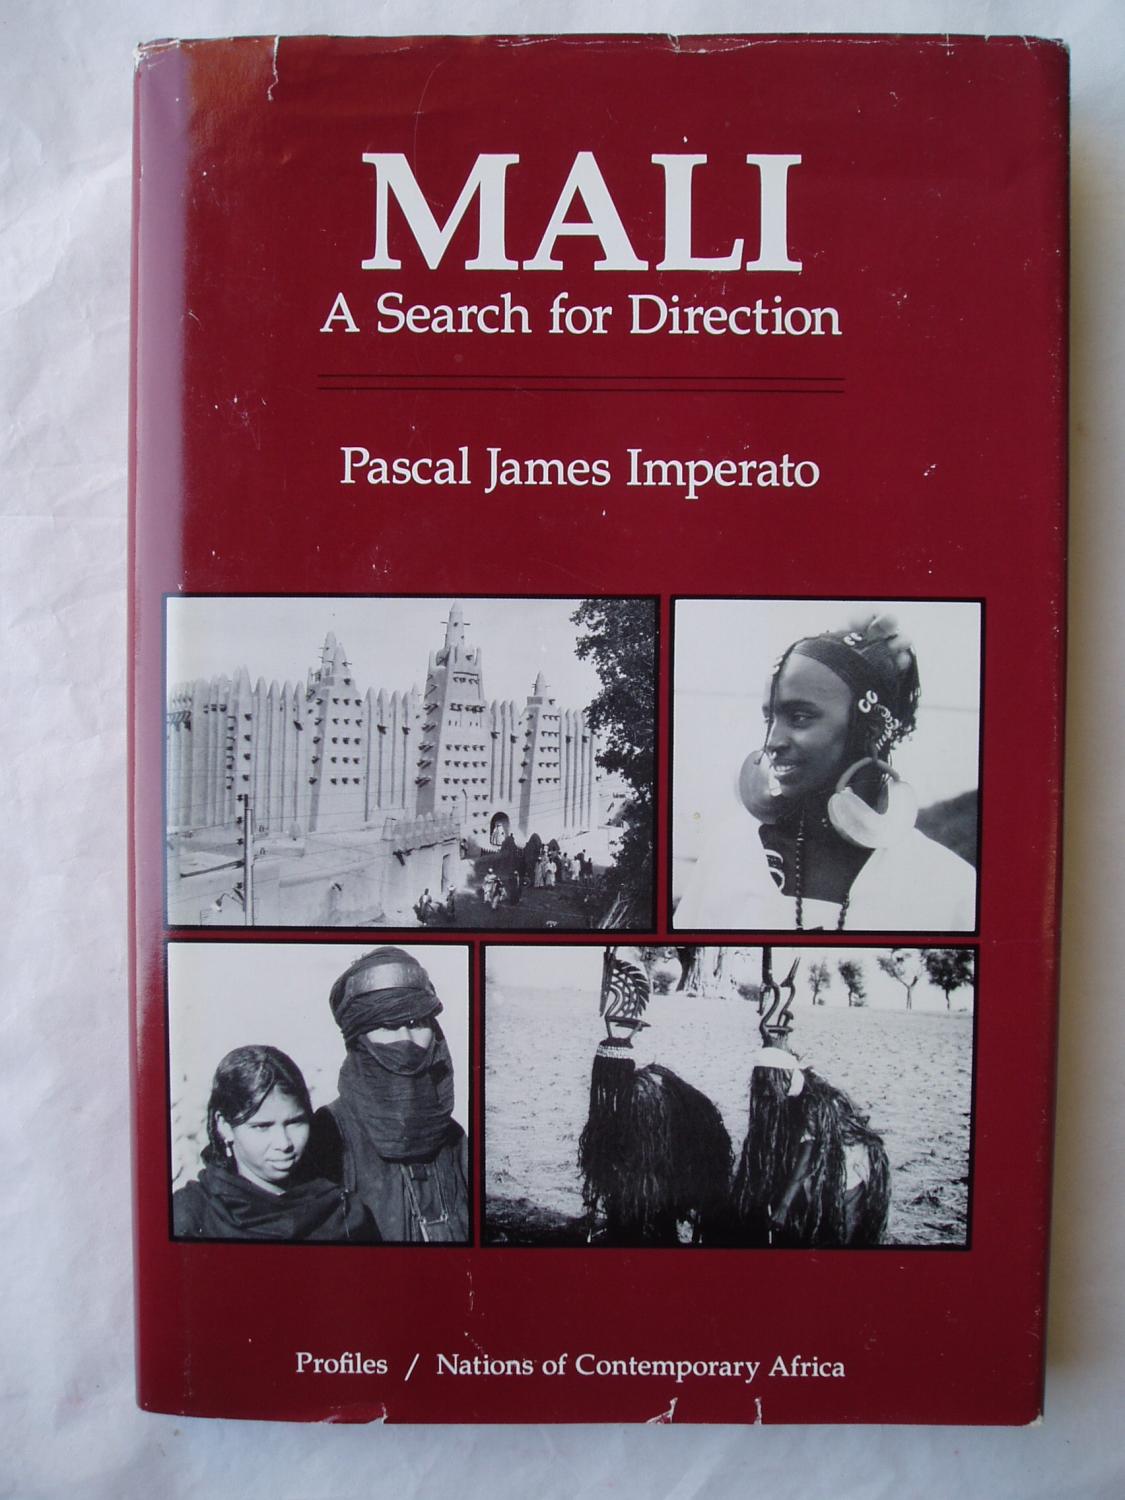 MALI
A Search for Direction
Pascal James Imperato
Profiles / Nations of Contemporary Africa